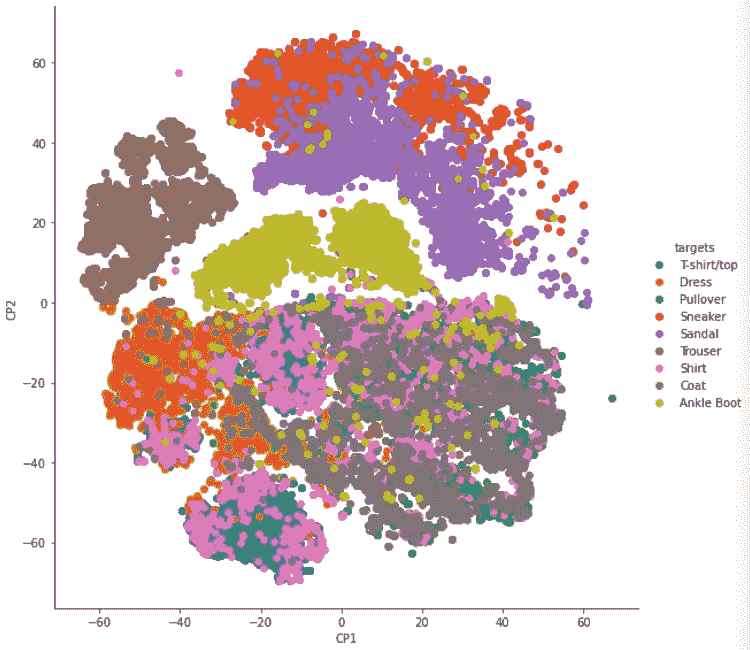 60
40
20
0
−20
−40
−60
CP2
−60
−40
−20
0
20
40
60
CP1
targets
T-shirt/top
Dress
Pullover
Sneaker
Sandal
Trouser
Shirt
Coat
Ankle Boot